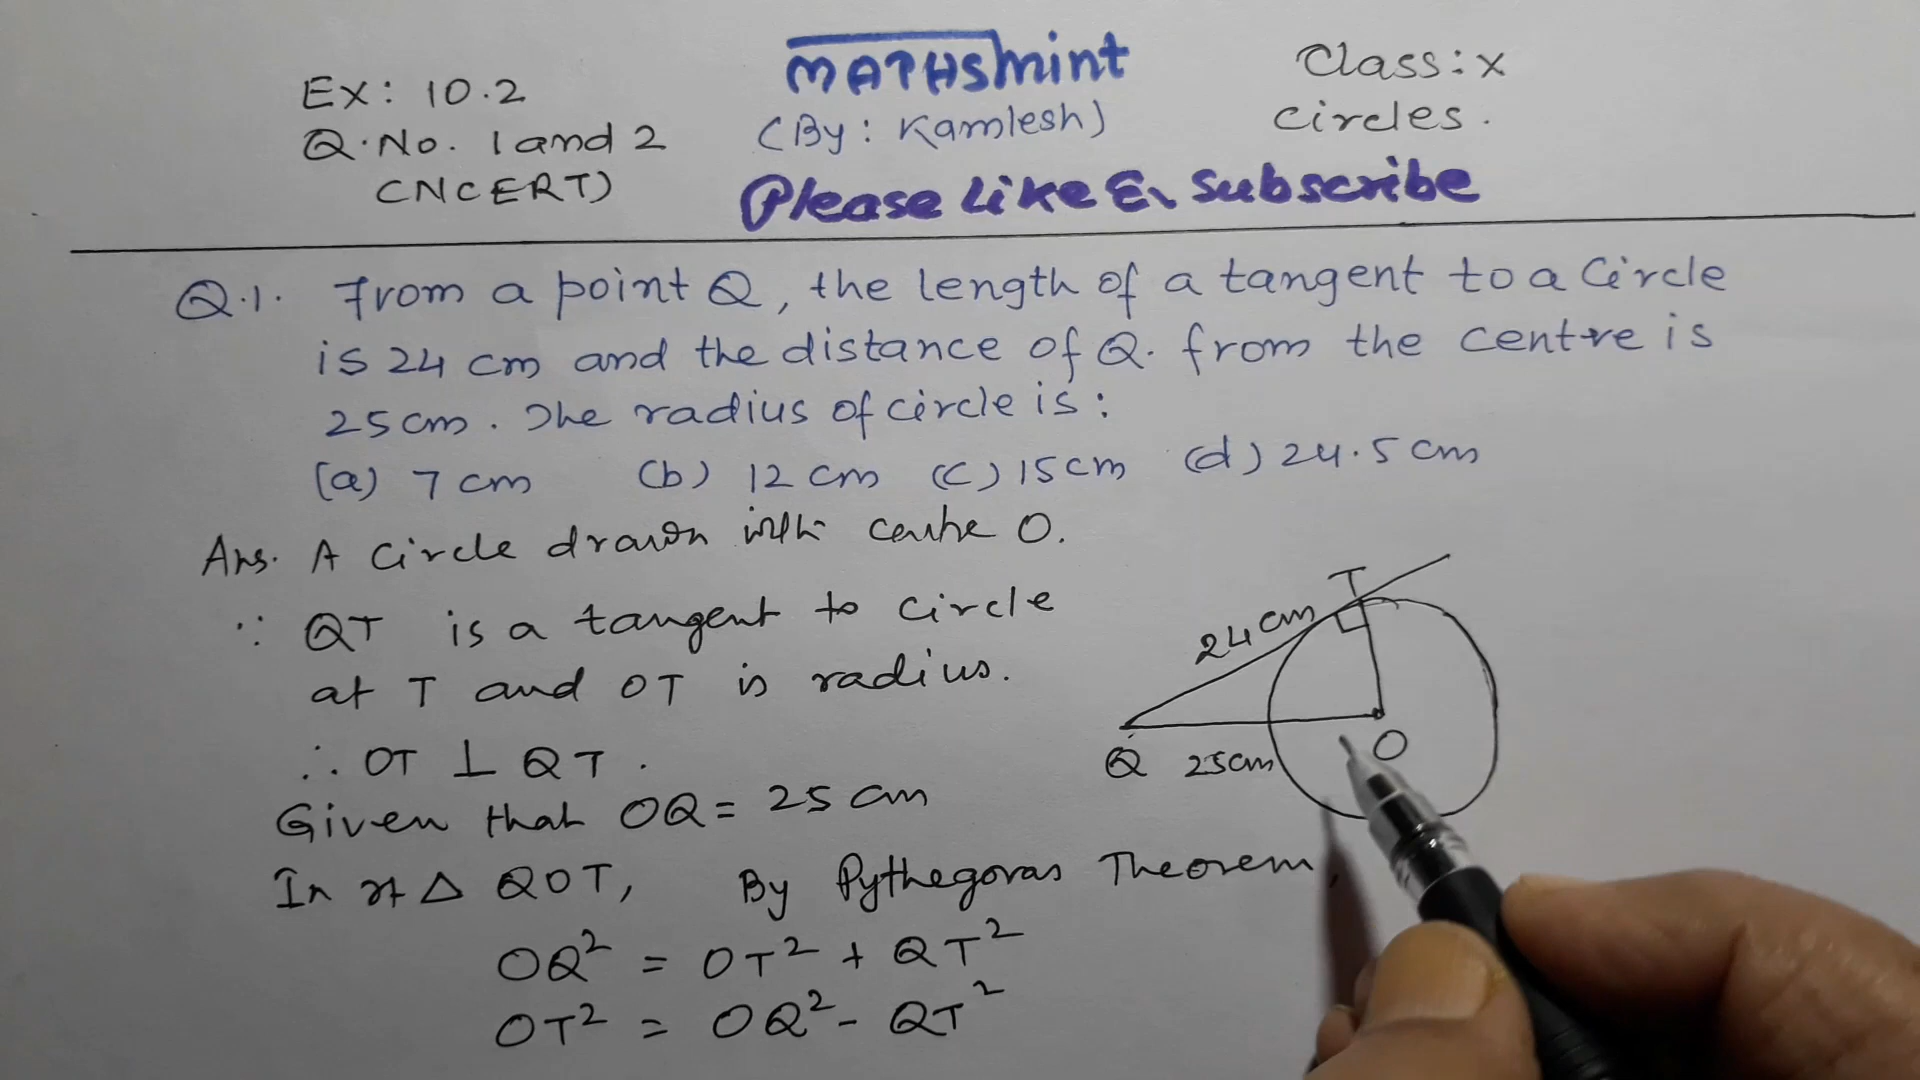 Ex: 10.2
Q.No. 1 and 2
(NCERT)
MATHSmint
(By: Kamlesh)
Please Like & Subscribe
Class: X
Circles.
Q.1. From a point Q, the length of a tangent to a Circle
is 24 cm and the distance of Q. from the centre is
25 cm. The radius of circle is:
(a) 7 cm (b) 12 cm (c) 15 cm (d) 24.5 cm
Ans. A Circle drawn with centre O.
∵ QT is a tangent to circle
at T and OT is radius.
∴ OT ⊥ QT.
Given that OQ = 25 cm
In rt △ QOT, By Pythegoras Theorem,
OQ² = OT² + QT²
OT² = OQ² - QT²
T
24 cm
Q 25cm O